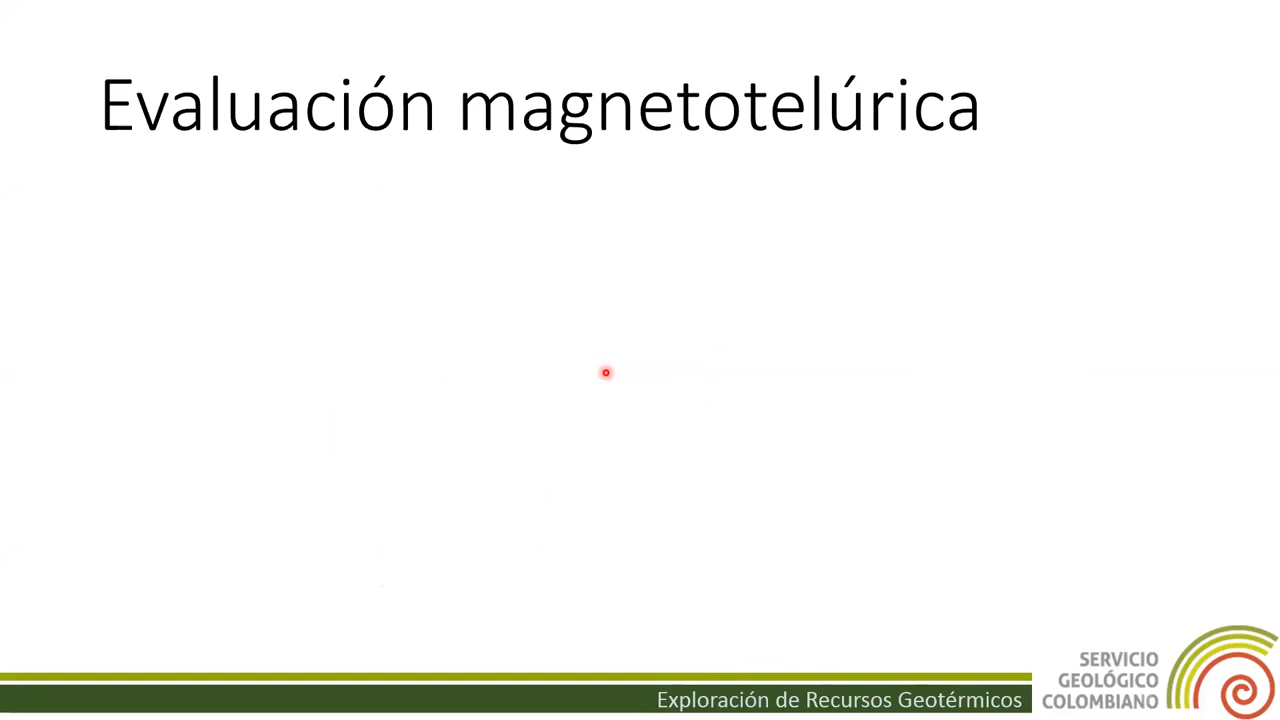 Evaluación magnetotelúrica
Exploración de Recursos Geotérmicos
SERVICIO
GEOLÓGICO
COLOMBIANO